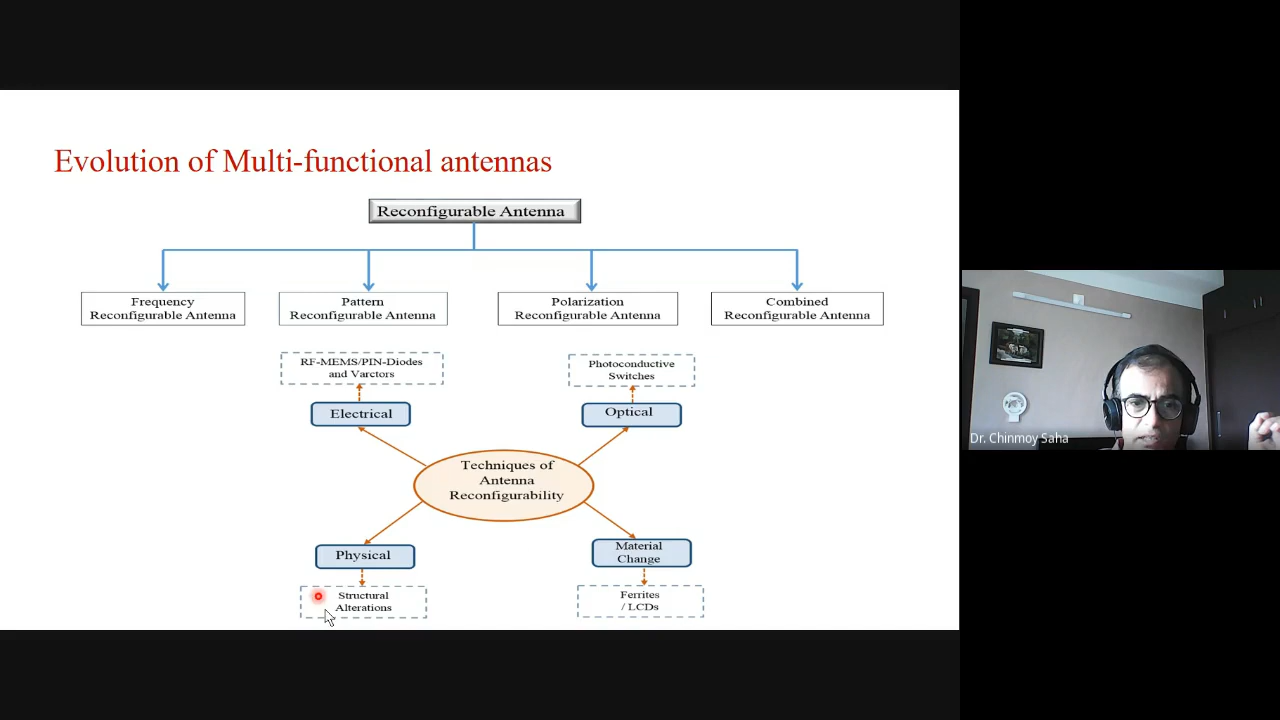 Evolution of Multi-functional antennas
Reconfigurable Antenna
Frequency
Reconfigurable Antenna
Pattern
Reconfigurable Antenna
Polarization
Reconfigurable Antenna
Combined
Reconfigurable Antenna
RF-MEMS/PIN-Diodes
and Varctors
Photoconductive
Switches
Electrical
Optical
Techniques of
Antenna
Reconfigurability
Physical
Material
Change
Structural
Alterations
Ferrites
/ LCDs
Dr. Chinmoy Saha